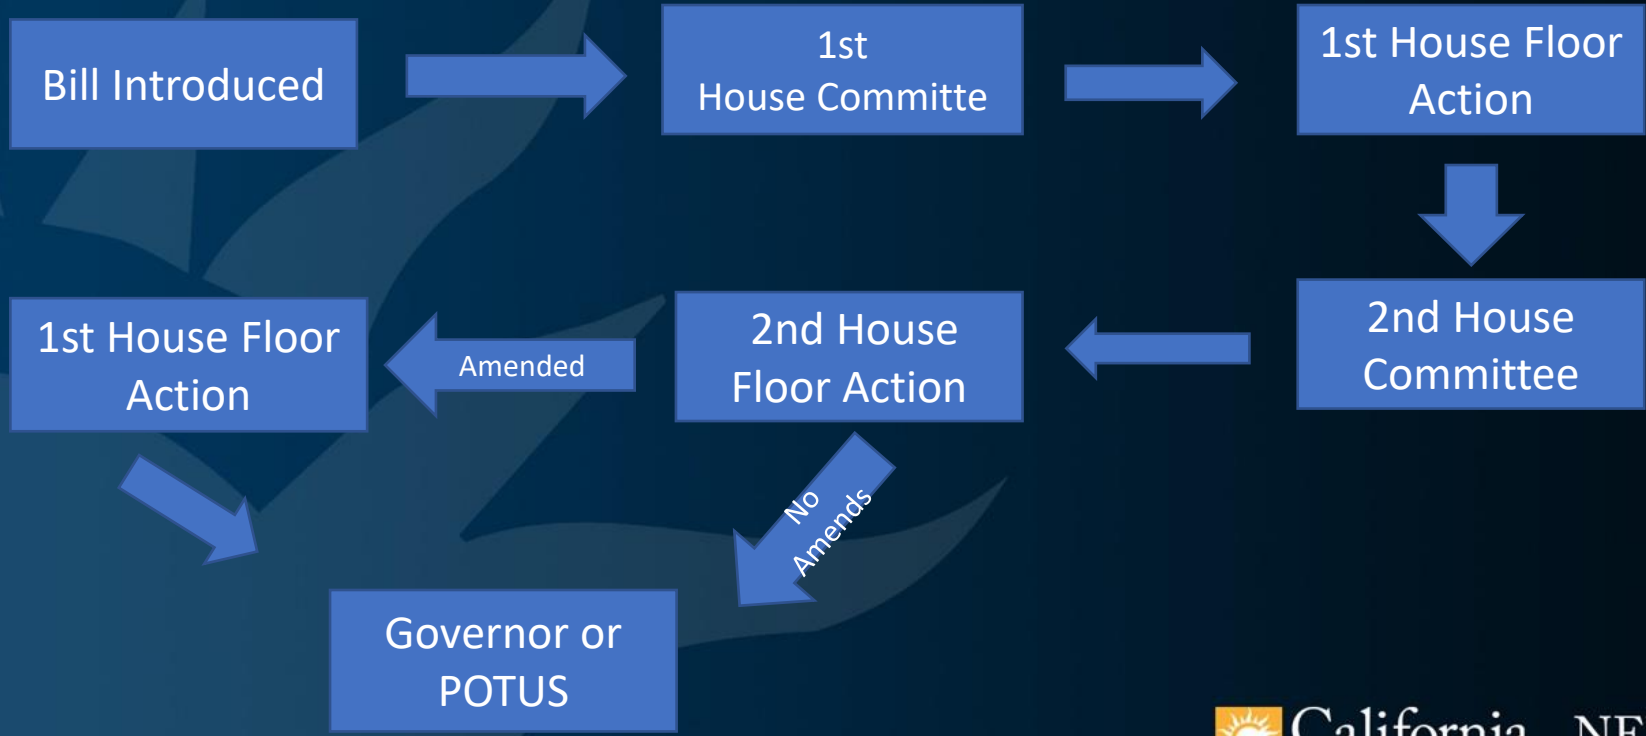 Bill Introduced
1st
House Committe
1st House Floor
Action
2nd House
Committee
2nd House
Floor Action
Amended
1st House Floor
Action
No
Amends
Governor or
POTUS
California